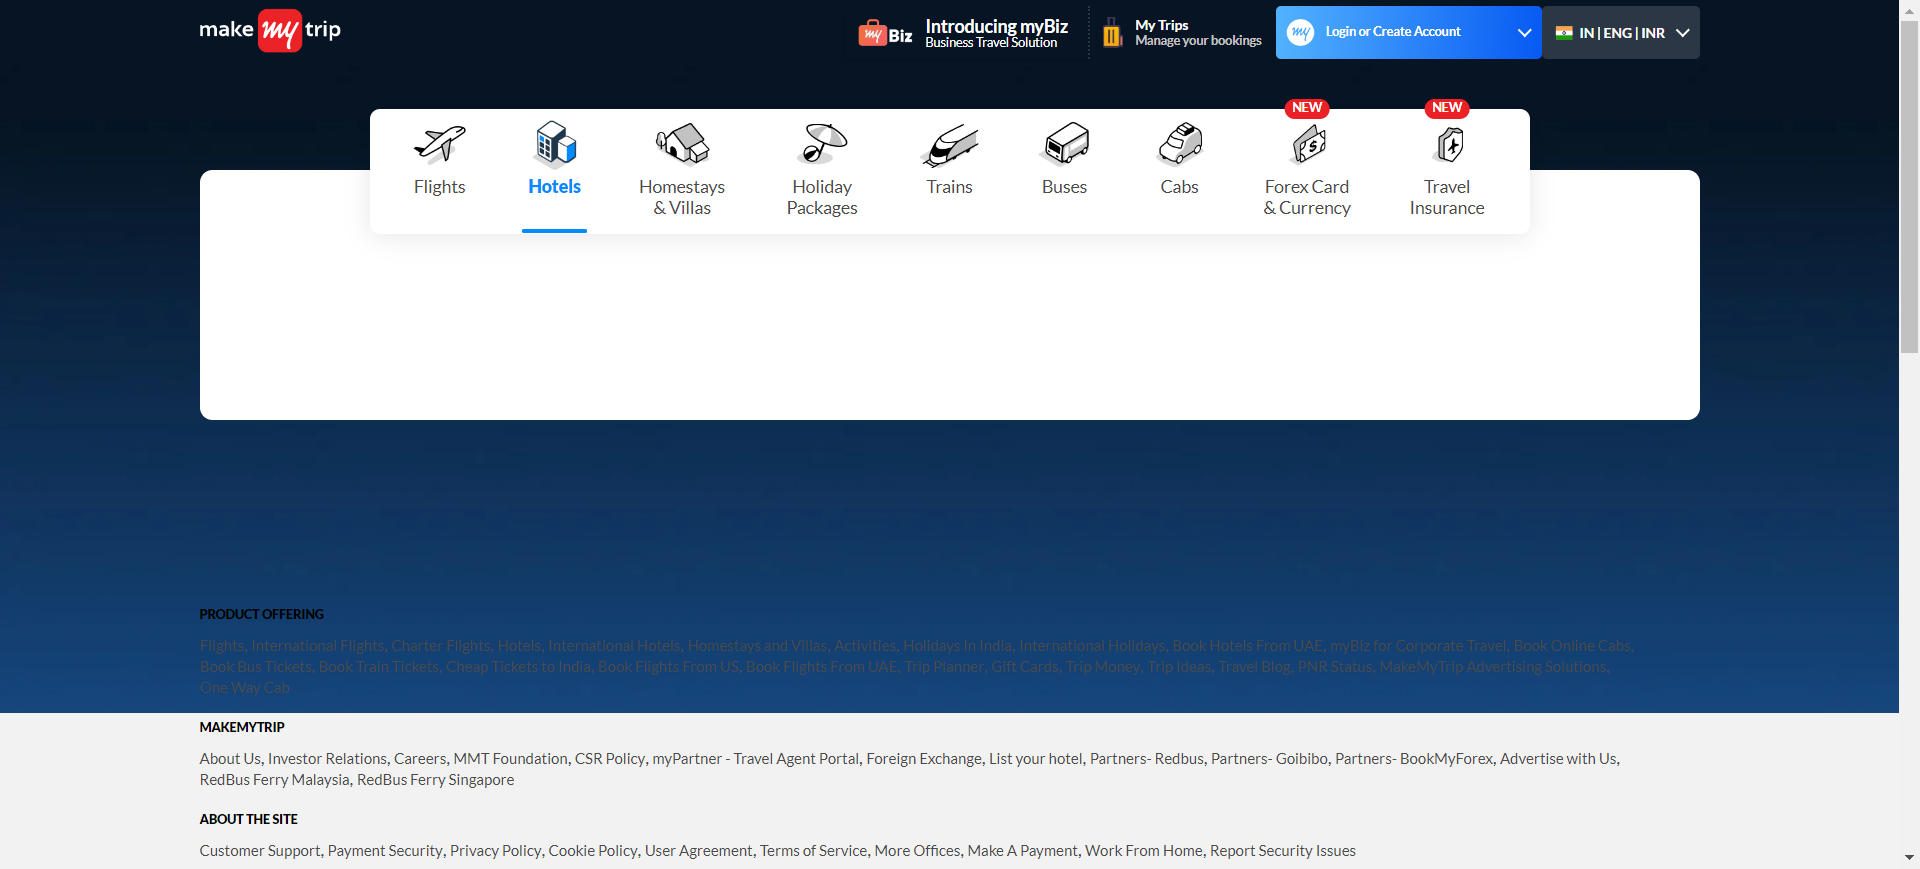 make my trip
my Biz
Introducing myBiz
Business Travel Solution
My Trips
Manage your bookings
my
Login or Create Account
IN | ENG | INR
NEW
NEW
Flights
Hotels
Homestays
& Villas
Holiday
Packages
Trains
Buses
Cabs
Forex Card
& Currency
Travel
Insurance
PRODUCT OFFERING
Flights, International Flights, Charter Flights, Hotels, International Hotels, Homestays and Villas, Activities, Holidays In India, International Holidays, Book Hotels From UAE, myBiz for Corporate Travel, Book Online Cabs,
Book Bus Tickets, Book Train Tickets, Cheap Tickets to India, Book Flights From US, Book Flights From UAE, Trip Planner, Gift Cards, Trip Money, Trip Ideas, Travel Blog, PNR Status, MakeMyTrip Advertising Solutions,
One Way Cab
MAKEMYTRIP
About Us, Investor Relations, Careers, MMT Foundation, CSR Policy, myPartner - Travel Agent Portal, Foreign Exchange, List your hotel, Partners- Redbus, Partners- Goibibo, Partners- BookMyForex, Advertise with Us,
RedBus Ferry Malaysia, RedBus Ferry Singapore
ABOUT THE SITE
Customer Support, Payment Security, Privacy Policy, Cookie Policy, User Agreement, Terms of Service, More Offices, Make A Payment, Work From Home, Report Security Issues